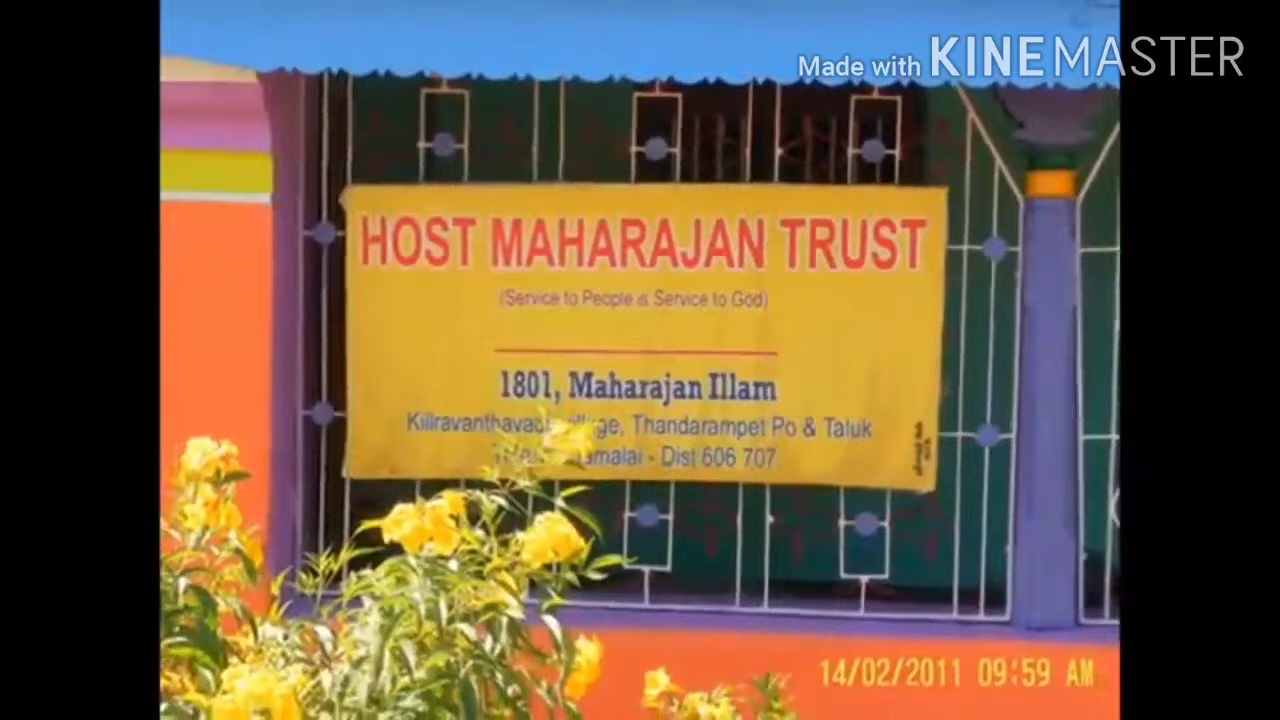 Made with KINEMASTER
HOST MAHARAJAN TRUST
(Service to People is Service to God)
1801, Maharajan Illam
Thandarampet Po & Taluk
- Dist 606 707
14/02/2011 09:59 AM